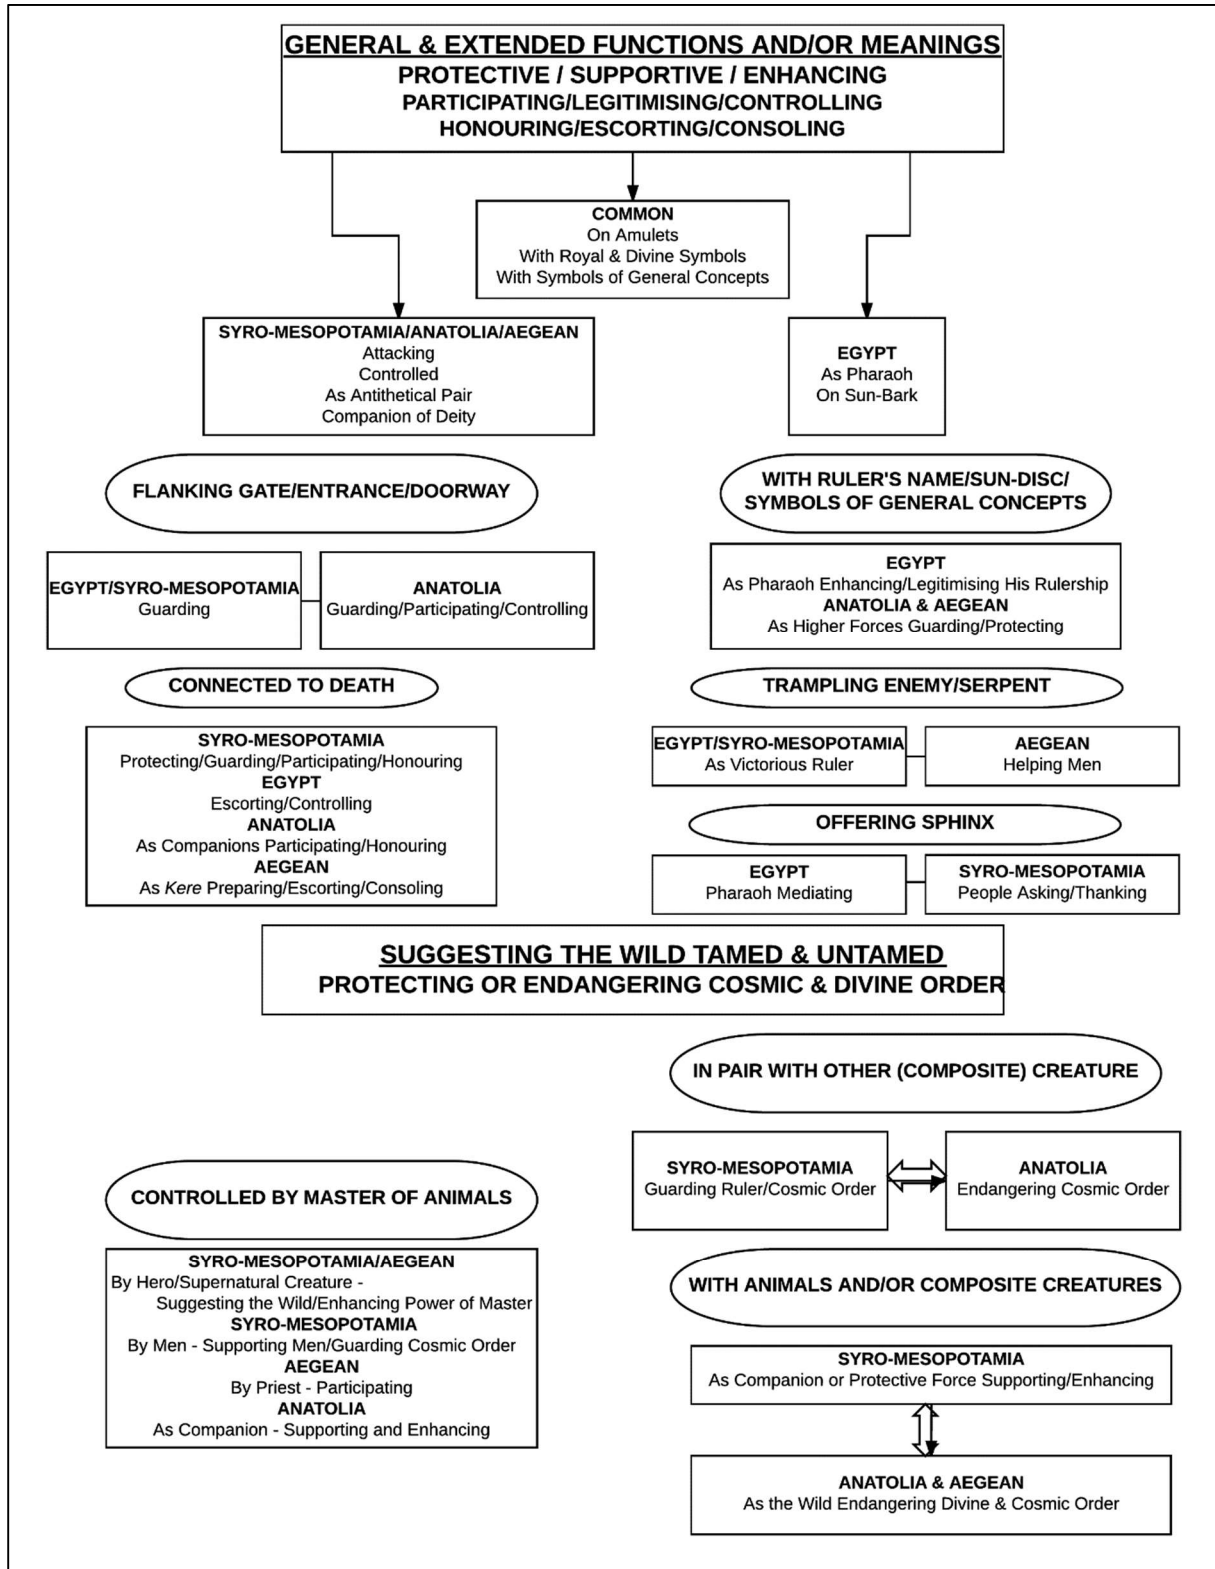 GENERAL & EXTENDED FUNCTIONS AND/OR MEANINGS
PROTECTIVE / SUPPORTIVE / ENHANCING
PARTICIPATING/LEGITIMISING/CONTROLLING
HONOURING/ESCORTING/CONSOLING
COMMON
On Amulets
With Royal & Divine Symbols
With Symbols of General Concepts
SYRO-MESOPOTAMIA/ANATOLIA/AEGEAN
Attacking
Controlled
As Antithetical Pair
Companion of Deity
EGYPT
As Pharaoh
On Sun-Bark
FLANKING GATE/ENTRANCE/DOORWAY
EGYPT/SYRO-MESOPOTAMIA
Guarding
ANATOLIA
Guarding/Participating/Controlling
CONNECTED TO DEATH
SYRO-MESOPOTAMIA
Protecting/Guarding/Participating/Honouring
EGYPT
Escorting/Controlling
ANATOLIA
As Companions Participating/Honouring
AEGEAN
As Kere Preparing/Escorting/Consoling
WITH RULER'S NAME/SUN-DISC/
SYMBOLS OF GENERAL CONCEPTS
EGYPT
As Pharaoh Enhancing/Legitimising His Rulership
ANATOLIA & AEGEAN
As Higher Forces Guarding/Protecting
TRAMPLING ENEMY/SERPENT
EGYPT/SYRO-MESOPOTAMIA
As Victorious Ruler
AEGEAN
Helping Men
OFFERING SPHINX
EGYPT
Pharaoh Mediating
SYRO-MESOPOTAMIA
People Asking/Thanking
SUGGESTING THE WILD TAMED & UNTAMED
PROTECTING OR ENDANGERING COSMIC & DIVINE ORDER
CONTROLLED BY MASTER OF ANIMALS
SYRO-MESOPOTAMIA/AEGEAN
By Hero/Supernatural Creature -
Suggesting the Wild/Enhancing Power of Master
SYRO-MESOPOTAMIA
By Men - Supporting Men/Guarding Cosmic Order
AEGEAN
By Priest - Participating
ANATOLIA
As Companion - Supporting and Enhancing
IN PAIR WITH OTHER (COMPOSITE) CREATURE
SYRO-MESOPOTAMIA
Guarding Ruler/Cosmic Order
ANATOLIA
Endangering Cosmic Order
WITH ANIMALS AND/OR COMPOSITE CREATURES
SYRO-MESOPOTAMIA
As Companion or Protective Force Supporting/Enhancing
ANATOLIA & AEGEAN
As the Wild Endangering Divine & Cosmic Order